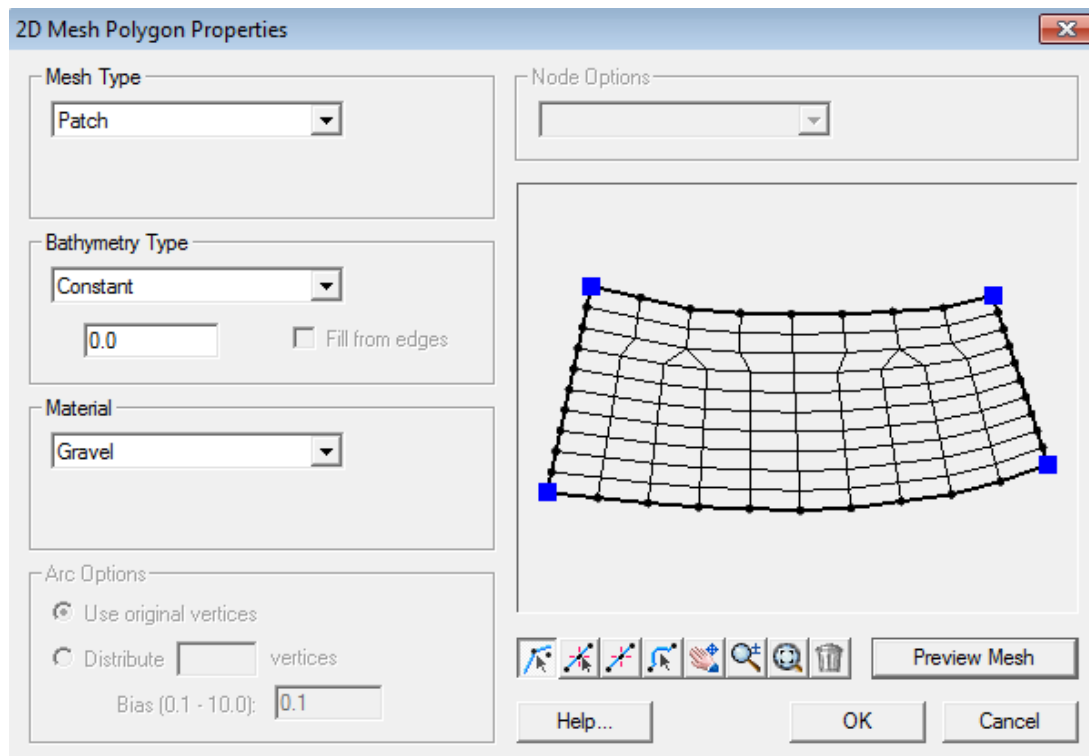 2D Mesh Polygon Properties
Mesh Type
Patch
Node Options
Bathymetry Type
Constant
0.0
Fill from edges
Material
Gravel
Arc Options
Use original vertices
Distribute vertices
Bias (0.1 - 10.0): 0.1
Preview Mesh
Help...
OK
Cancel